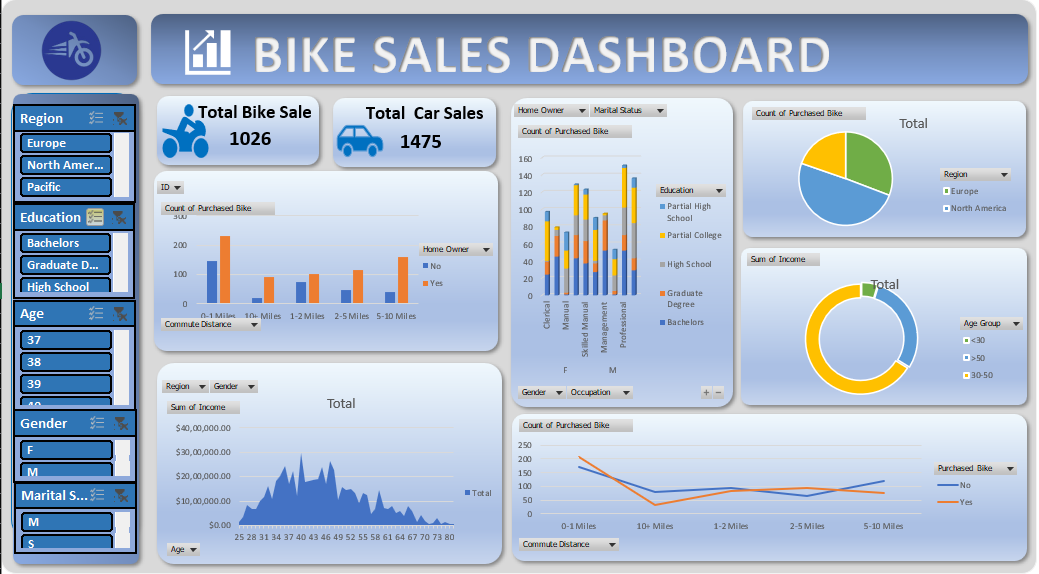 BIKE SALES DASHBOARD
Region
Europe
North Amer...
Pacific
Education
Bachelors
Graduate D...
High School
Age
37
38
39
40
Gender
F
M
Marital S...
M
S
Total Bike Sale
1026
Total Car Sales
1475
ID
Count of Purchased Bike
300
200
100
0
0-1 Miles 10+ Miles 1-2 Miles 2-5 Miles 5-10 Miles
Home Owner
No
Yes
Commute Distance
Region Gender
Sum of Income
Total
$40,00,000.00
$30,00,000.00
$20,00,000.00
$10,00,000.00
$0.00
25 28 31 34 37 40 43 46 49 52 55 58 61 64 67 70 73 80
Total
Age
Home Owner Marital Status
Count of Purchased Bike
160
140
120
100
80
60
40
20
0
Clerical
Manual
Skilled Manual
Management
Professional
F M
Education
Partial High
School
Partial College
High School
Graduate
Degree
Bachelors
Gender Occupation
Count of Purchased Bike
Total
Region
Europe
North America
Sum of Income
Total
Age Group
<30
>50
30-50
Count of Purchased Bike
250
200
150
100
50
0
0-1 Miles 10+ Miles 1-2 Miles 2-5 Miles 5-10 Miles
Purchased Bike
No
Yes
Commute Distance